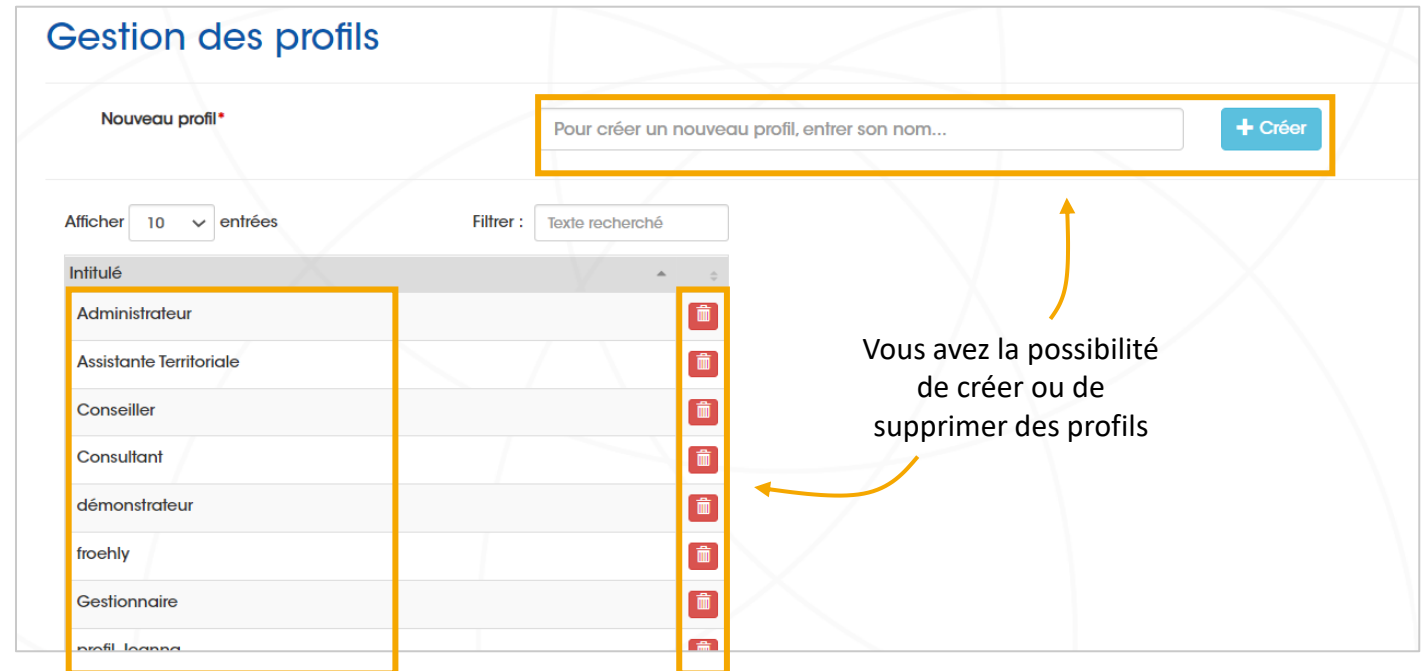 Gestion des profils
Nouveau profil*
Pour créer un nouveau profil, entrer son nom...
+ Créer
Afficher 10 entrées
Filtrer : Texte recherché
Intitulé
Administrateur
Assistante Territoriale
Conseiller
Consultant
démonstrateur
froehly
Gestionnaire
profil Joanna
Vous avez la possibilité
de créer ou de
supprimer des profils